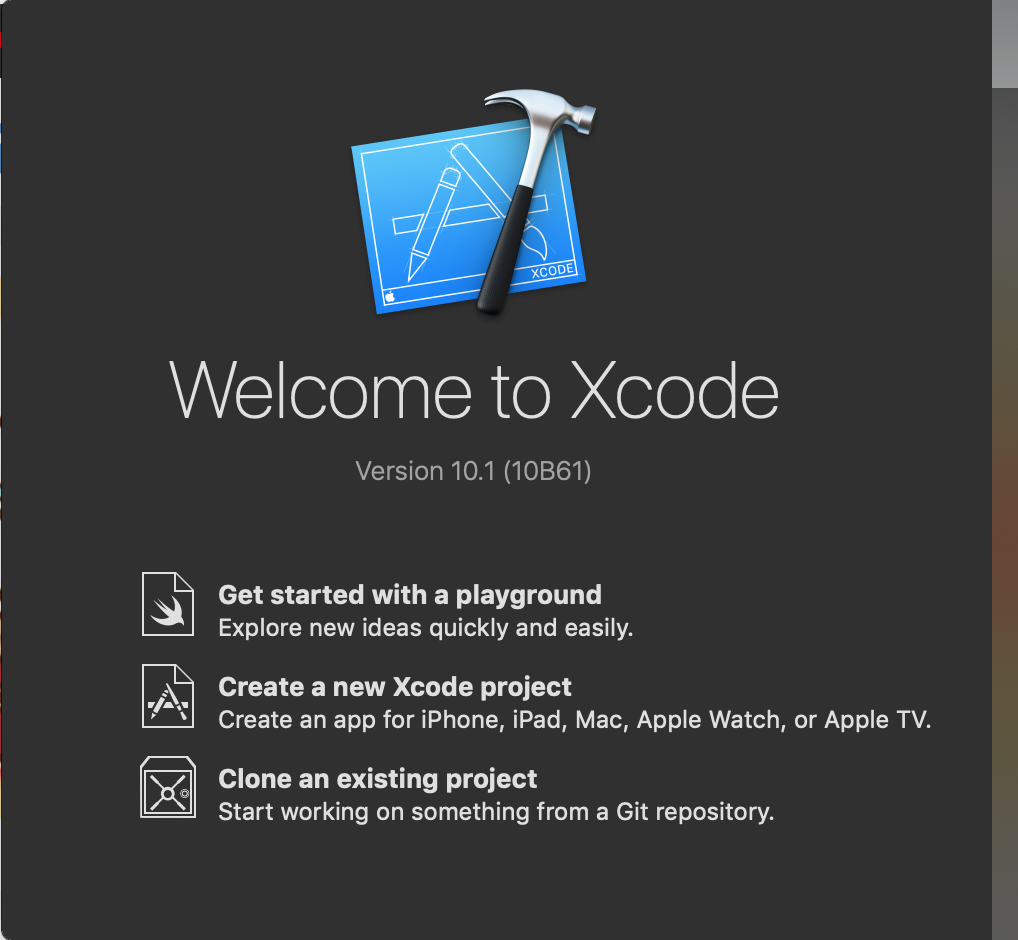 XCODE
Welcome to Xcode
Version 10.1 (10B61)
Get started with a playground
Explore new ideas quickly and easily.
Create a new Xcode project
Create an app for iPhone, iPad, Mac, Apple Watch, or Apple TV.
Clone an existing project
Start working on something from a Git repository.